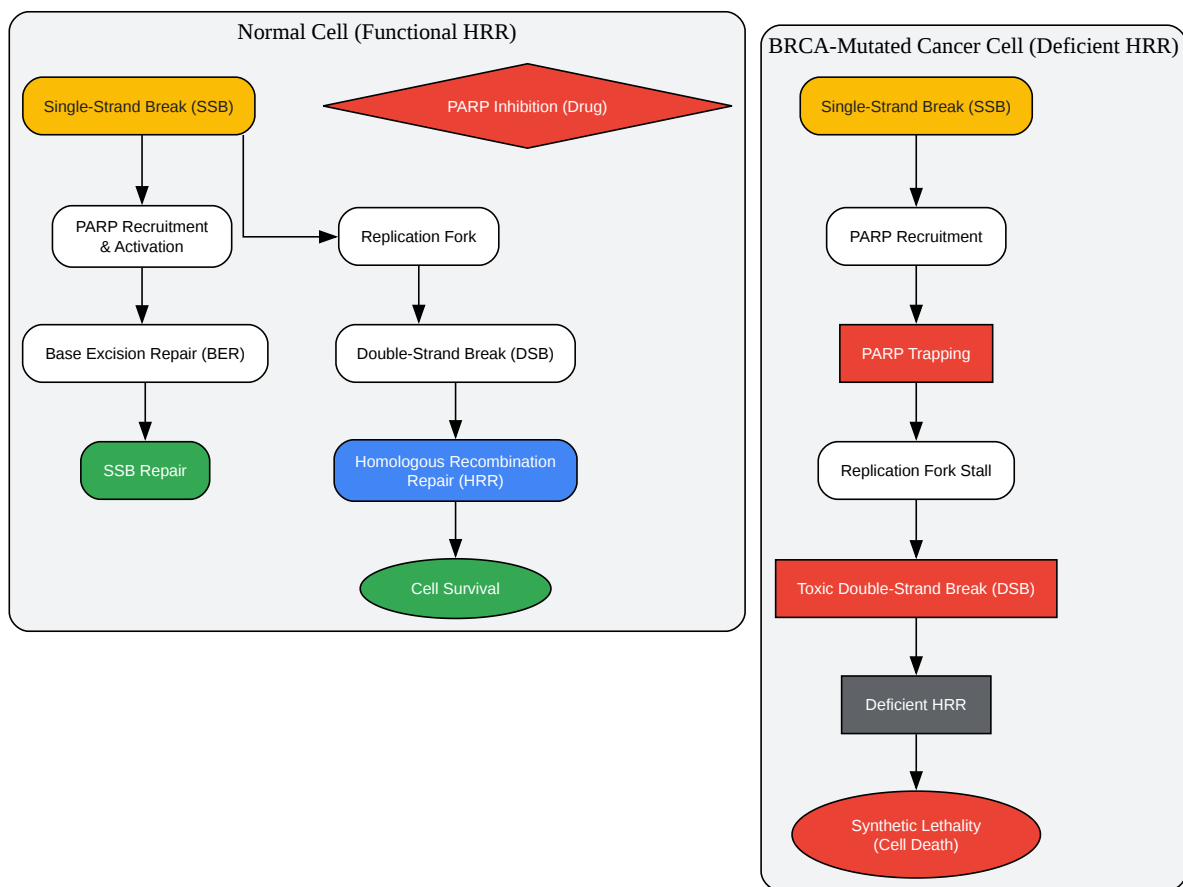 Normal Cell (Functional HRR)
Single-Strand Break (SSB)
PARP Inhibition (Drug)
PARP Recruitment
& Activation
Replication Fork
Base Excision Repair (BER)
Double-Strand Break (DSB)
SSB Repair
Homologous Recombination
Repair (HRR)
Cell Survival
BRCA-Mutated Cancer Cell (Deficient HRR)
Single-Strand Break (SSB)
PARP Recruitment
PARP Trapping
Replication Fork Stall
Toxic Double-Strand Break (DSB)
Deficient HRR
Synthetic Lethality
(Cell Death)